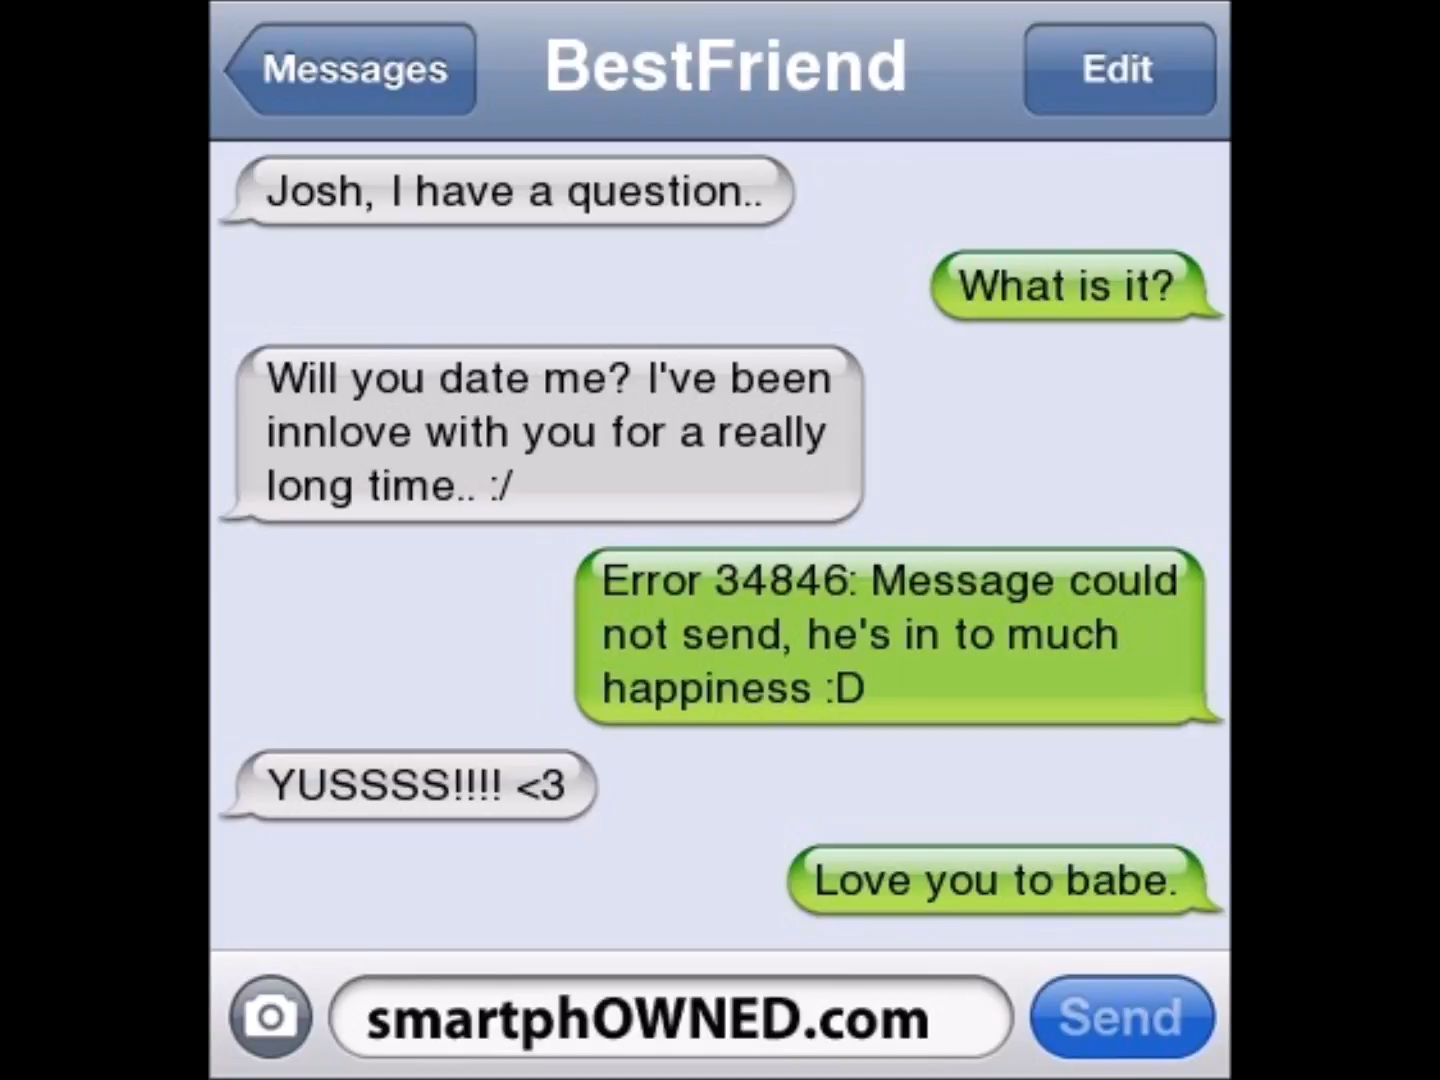 Messages
BestFriend
Edit
Josh, I have a question..
What is it?
Will you date me? I've been
innlove with you for a really
long time.. :/
Error 34846: Message could
not send, he's in to much
happiness :D
YUSSSS!!!! <3
Love you to babe.
smartphOWNED.com
Send